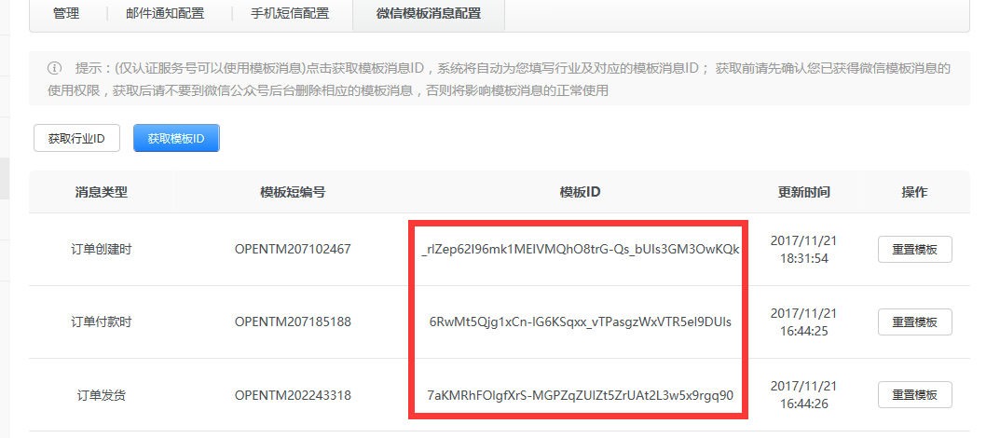 管理 邮件通知配置 手机短信配置 微信模板消息配置
提示：(仅认证服务号可以使用模板消息)点击获取模板消息ID，系统将自动为您填写行业及对应的模板消息ID； 获取前请先确认您已获得微信模板消息的
使用权限，获取后请不要到微信公众号后台删除相应的模板消息，否则将影响模板消息的正常使用
获取行业ID 获取模板ID
消息类型 模板短编号 模板ID 更新时间 操作
订单创建时 OPENTM207102467 _rlZep62I96mk1MEIVMQhO8trG-Qs_bUIs3GM3OwKQk 2017/11/21 重置模板
18:31:54
订单付款时 OPENTM207185188 6RwMt5Qjg1xCn-IG6KSqxx_vTPasgzWxVTR5el9DUIs 2017/11/21 重置模板
16:44:25
订单发货 OPENTM202243318 7aKMRhFOlgfXrS-MGPZqZUlZt5ZrUAt2L3w5x9rgq90 2017/11/21 重置模板
16:44:26